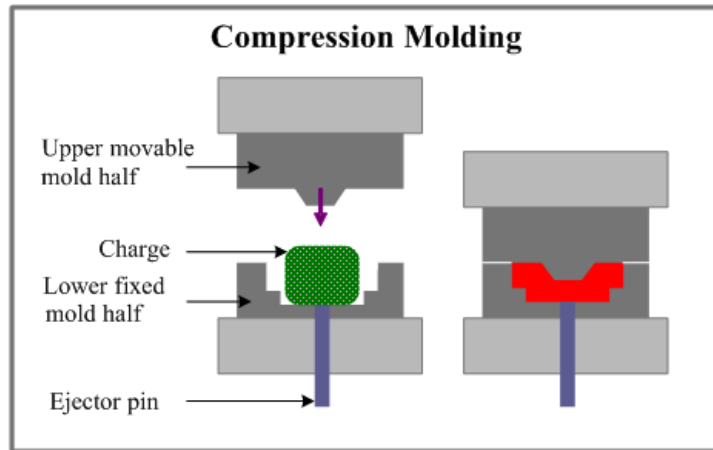 Compression Molding
Upper movable
mold half
Charge
Lower fixed
mold half
Ejector pin